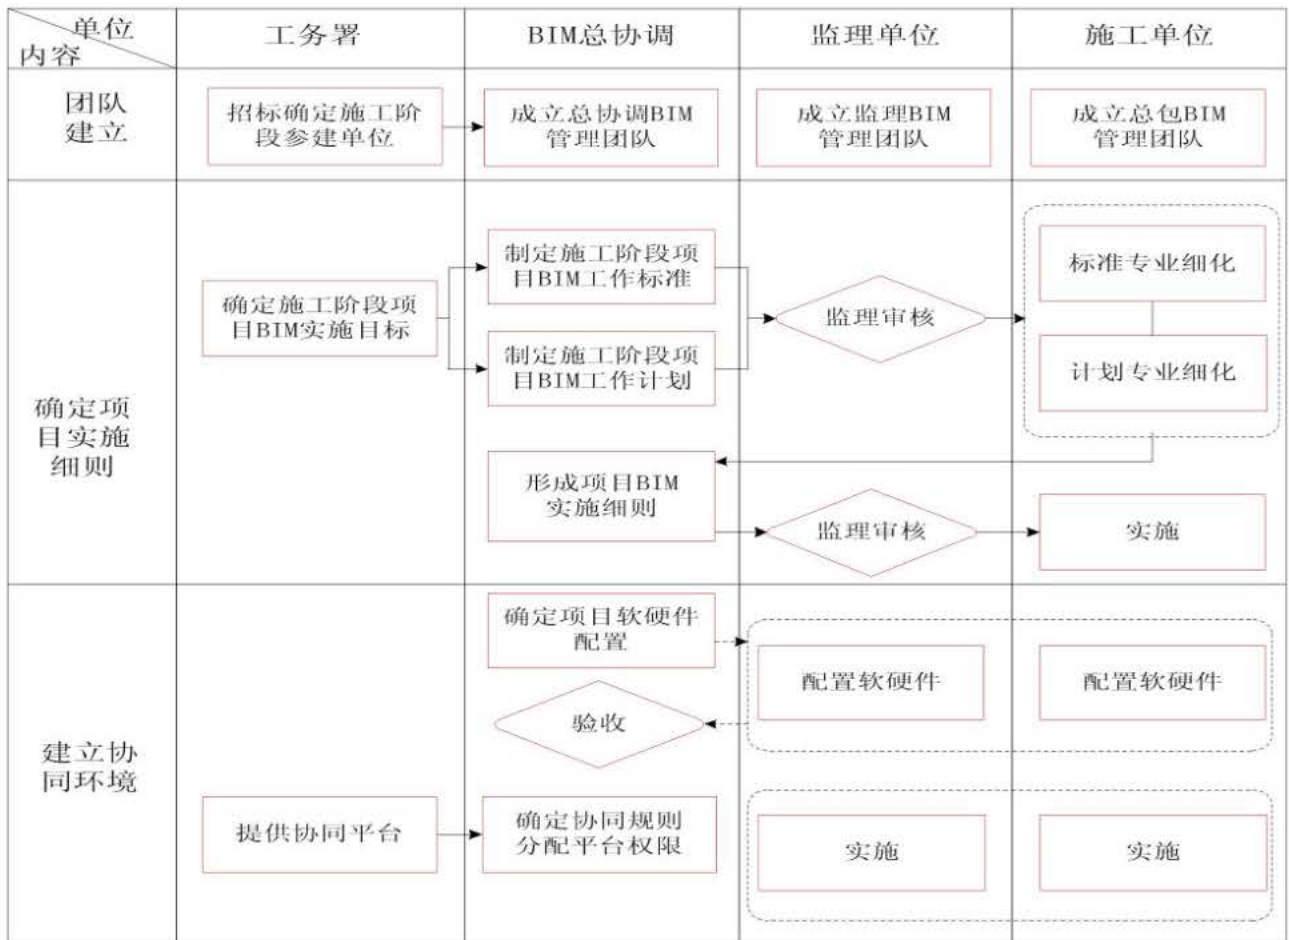 单位
内容
工务署
BIM总协调
监理单位
施工单位
团队
建立
招标确定施工阶
段参建单位
成立总协调BIM
管理团队
成立监理BIM
管理团队
成立总包BIM
管理团队
确定项
目实施
细则
确定施工阶段项
目BIM实施目标
制定施工阶段项
目BIM工作标准
制定施工阶段项
目BIM工作计划
监理审核
标准专业细化
计划专业细化
形成项目BIM
实施细则
监理审核
实施
建立协
同环境
确定项目软硬件
配置
配置软硬件
配置软硬件
验收
提供协同平台
确定协同规则
分配平台权限
实施
实施